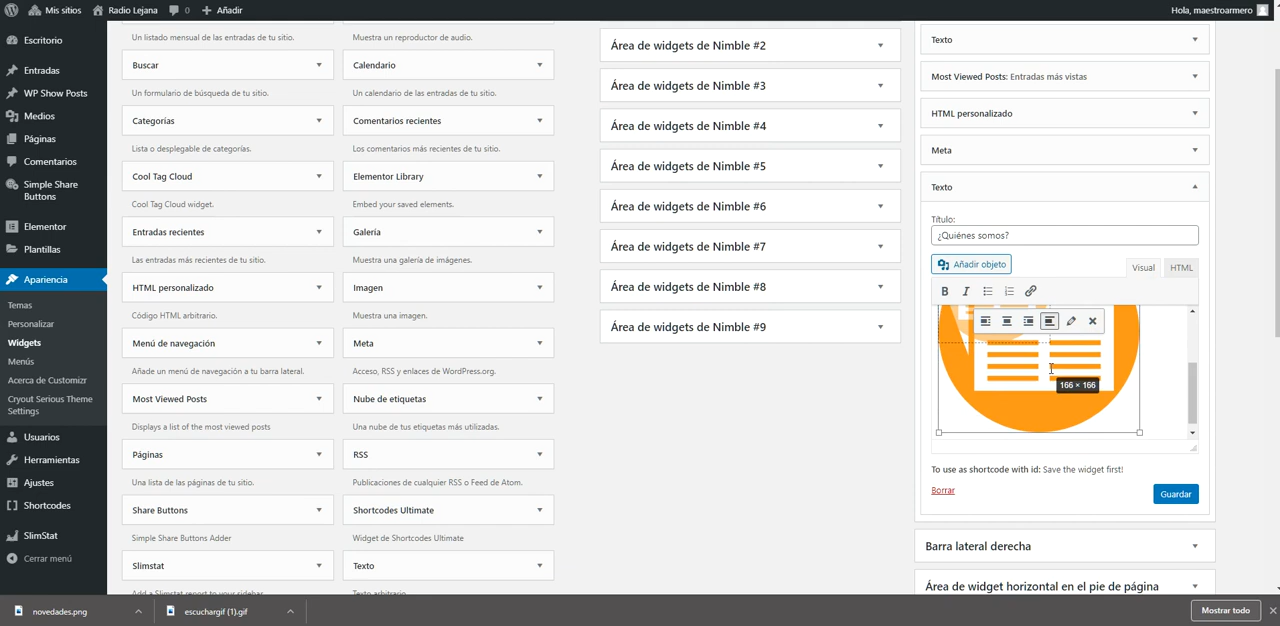 Mis sitios
Radio Lejana
0
Añadir
Hola, maestroarmero
Escritorio
Entradas
WP Show Posts
Medios
Páginas
Comentarios
Simple Share
Buttons
Elementor
Plantillas
Apariencia
Temas
Personalizar
Widgets
Menús
Acerca de Customizr
Cryout Serious Theme
Settings
Usuarios
Herramientas
Ajustes
Shortcodes
SlimStat
Cerrar menú
Un listado mensual de las entradas de tu sitio.
Buscar
Un formulario de búsqueda de tu sitio.
Categorías
Lista o desplegable de categorías.
Cool Tag Cloud
Cool Tag Cloud widget.
Entradas recientes
Las entradas más recientes de tu sitio.
HTML personalizado
Código HTML arbitrario.
Menú de navegación
Añade un menú de navegación a tu barra lateral.
Most Viewed Posts
Displays a list of the most viewed posts
Páginas
Una lista de las páginas de tu sitio.
Share Buttons
Simple Share Buttons Adder
Slimstat
Add a Slimstat report to your sidebar
Muestra un reproductor de audio.
Calendario
Un calendario de las entradas de tu sitio.
Comentarios recientes
Los comentarios más recientes de tu sitio.
Elementor Library
Embed your saved elements.
Galería
Muestra una galería de imágenes.
Imagen
Muestra una imagen.
Meta
Acceso, RSS y enlaces de WordPress.org.
Nube de etiquetas
Una nube de tus etiquetas más utilizadas.
RSS
Publicaciones de cualquier RSS o Feed de Atom.
Shortcodes Ultimate
Widget de Shortcodes Ultimate
Texto
Texto arbitrario.
Área de widgets de Nimble #2
Área de widgets de Nimble #3
Área de widgets de Nimble #4
Área de widgets de Nimble #5
Área de widgets de Nimble #6
Área de widgets de Nimble #7
Área de widgets de Nimble #8
Área de widgets de Nimble #9
Texto
Most Viewed Posts: Entradas más vistas
HTML personalizado
Meta
Texto
Título:
¿Quiénes somos?
Añadir objeto
Visual
HTML
B I
166 × 166
To use as shortcode with id: Save the widget first!
Borrar
Guardar
Barra lateral derecha
Área de widget horizontal en el pie de página
novedades.png
escuchargif (1).gif
Mostrar todo